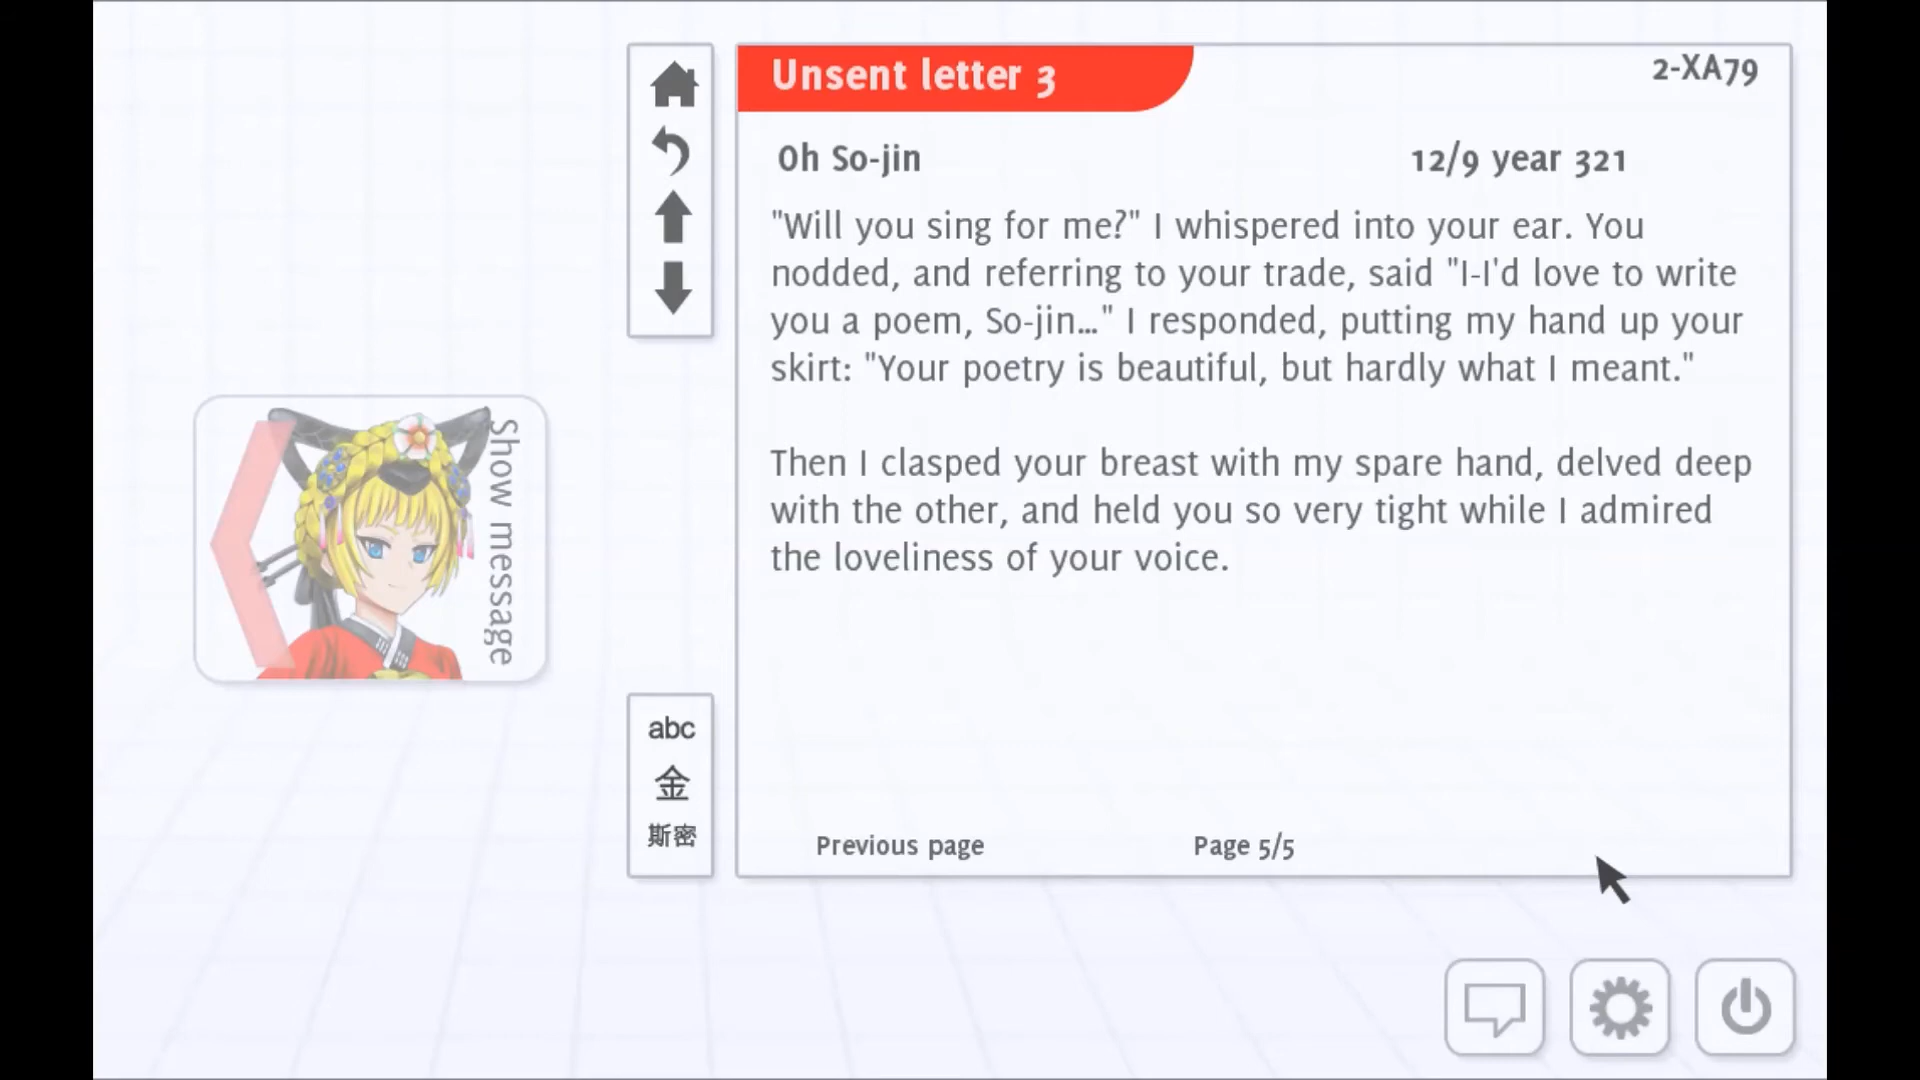 Unsent letter 3
2-XA79
Oh So-jin
12/9 year 321
"Will you sing for me?" I whispered into your ear. You
nodded, and referring to your trade, said "I-I'd love to write
you a poem, So-jin..." I responded, putting my hand up your
skirt: "Your poetry is beautiful, but hardly what I meant."
Then I clasped your breast with my spare hand, delved deep
with the other, and held you so very tight while I admired
the loveliness of your voice.
Show message
abc
金
斯密
Previous page
Page 5/5